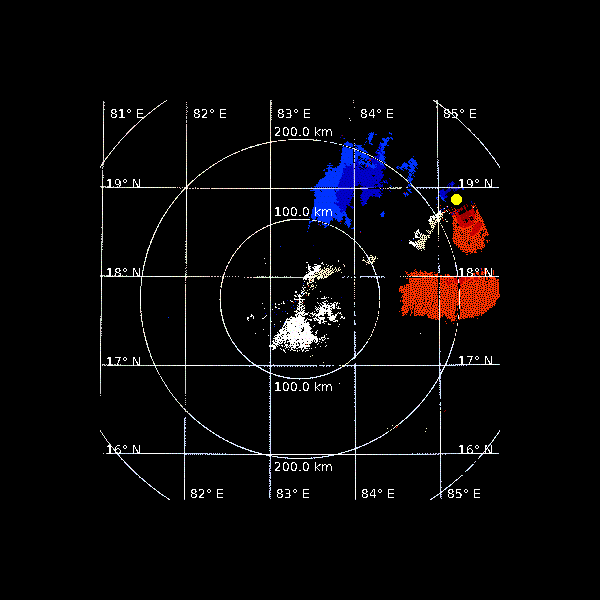 81° E 82° E 83° E 84° E 85° E
200.0 km
19° N 19° N
100.0 km
18° N 18° N
17° N 17° N
100.0 km
16° N 16° N
200.0 km
82° E 83° E 84° E 85° E